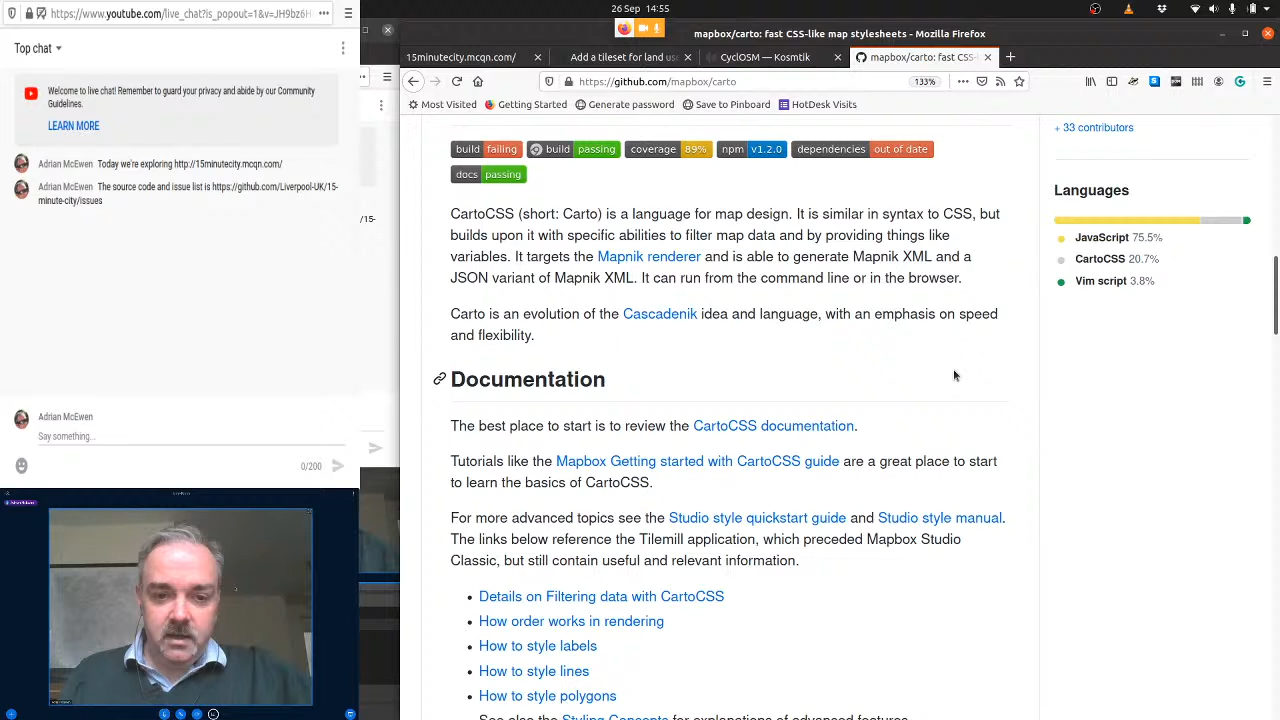 https://www.youtube.com/live_chat?is_popout=1&v=JH9bz6H
Top chat
Welcome to live chat! Remember to guard your privacy and abide by our Community
Guidelines.
LEARN MORE
Adrian McEwen Today we're exploring http://15minutecity.mcqn.com/
Adrian McEwen The source code and issue list is https://github.com/Liverpool-UK/15-
minute-city/issues
Adrian McEwen
Say something...
0/200
/15-
26 Sep 14:55
mapbox/carto: fast CSS-like map stylesheets - Mozilla Firefox
15minutecity.mcqn.com/
Add a tileset for land us
CyclOSM — Kosmtik
mapbox/carto: fast CSS-
https://github.com/mapbox/carto
133%
Most Visited
Getting Started
Generate password
Save to Pinboard
HotDesk Visits
build failing
build passing
coverage 89%
npm v1.2.0
dependencies out of date
docs passing
CartoCSS (short: Carto) is a language for map design. It is similar in syntax to CSS, but
builds upon it with specific abilities to filter map data and by providing things like
variables. It targets the Mapnik renderer and is able to generate Mapnik XML and a
JSON variant of Mapnik XML. It can run from the command line or in the browser.
Carto is an evolution of the Cascadenik idea and language, with an emphasis on speed
and flexibility.
Documentation
The best place to start is to review the CartoCSS documentation.
Tutorials like the Mapbox Getting started with CartoCSS guide are a great place to start
to learn the basics of CartoCSS.
For more advanced topics see the Studio style quickstart guide and Studio style manual.
The links below reference the Tilemill application, which preceded Mapbox Studio
Classic, but still contain useful and relevant information.
Details on Filtering data with CartoCSS
How order works in rendering
How to style labels
How to style lines
How to style polygons
See also the Styling Concepts for explanations of advanced features
+ 33 contributors
Languages
JavaScript 75.5%
CartoCSS 20.7%
Vim script 3.8%